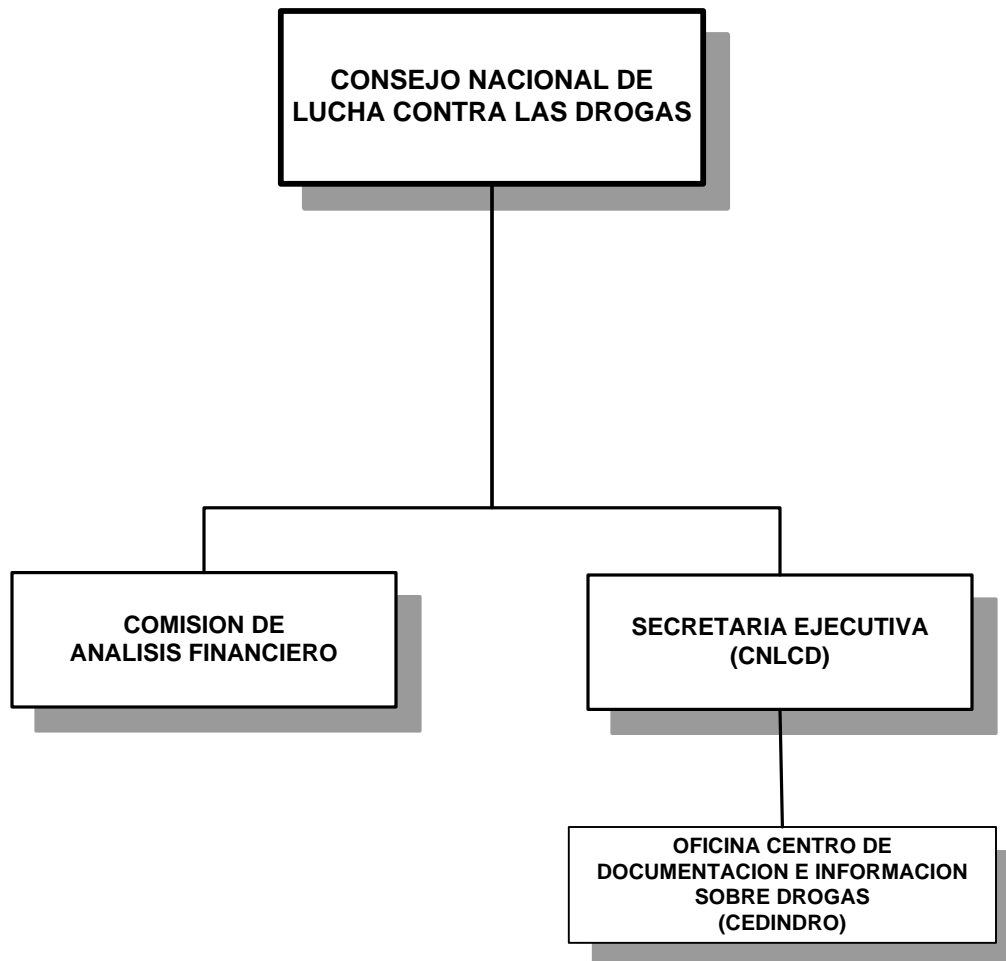 CONSEJO NACIONAL DE
LUCHA CONTRA LAS DROGAS
COMISION DE
ANALISIS FINANCIERO
SECRETARIA EJECUTIVA
(CNLCD)
OFICINA CENTRO DE
DOCUMENTACION E INFORMACION
SOBRE DROGAS
(CEDINDRO)